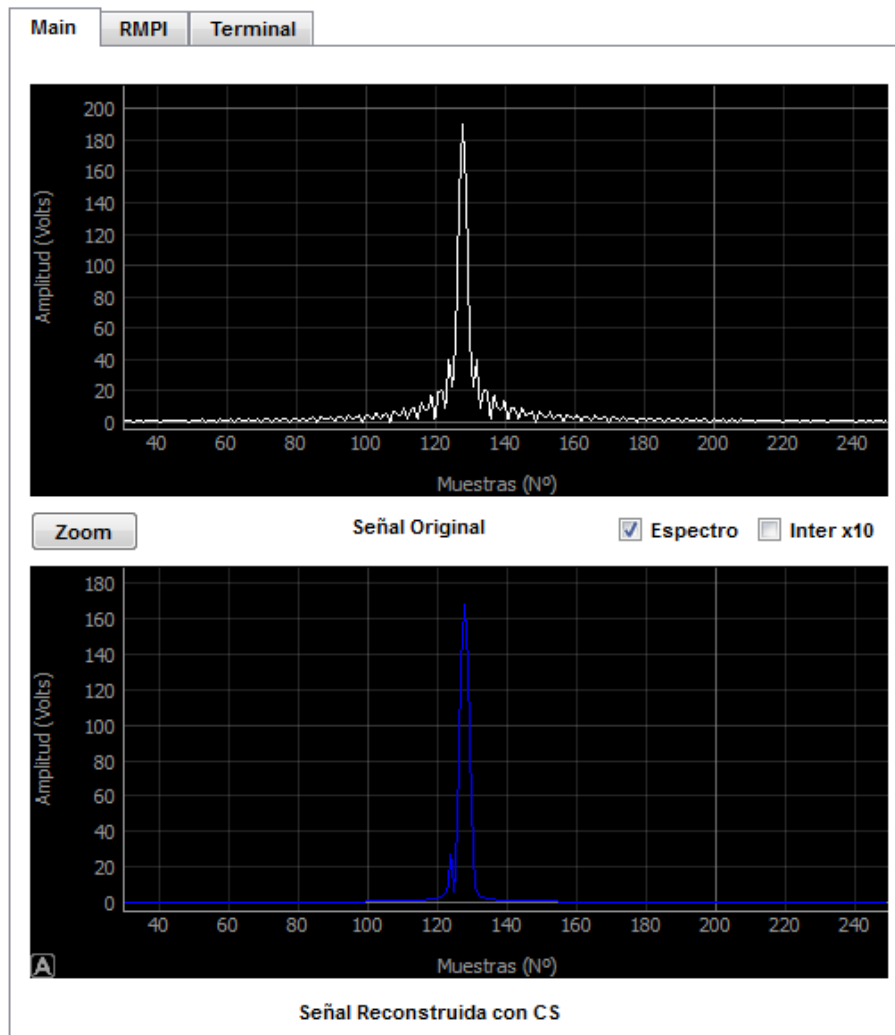 Main RMPI Terminal
200
180
160
140
120
100
80
60
40
20
0
Amplitud (Volts)
40 60 80 100 120 140 160 180 200 220 240
Muestras (Nº)
Zoom Señal Original Espectro Inter x10
180
160
140
120
100
80
60
40
20
0
Amplitud (Volts)
40 60 80 100 120 140 160 180 200 220 240
A Muestras (Nº)
Señal Reconstruida con CS